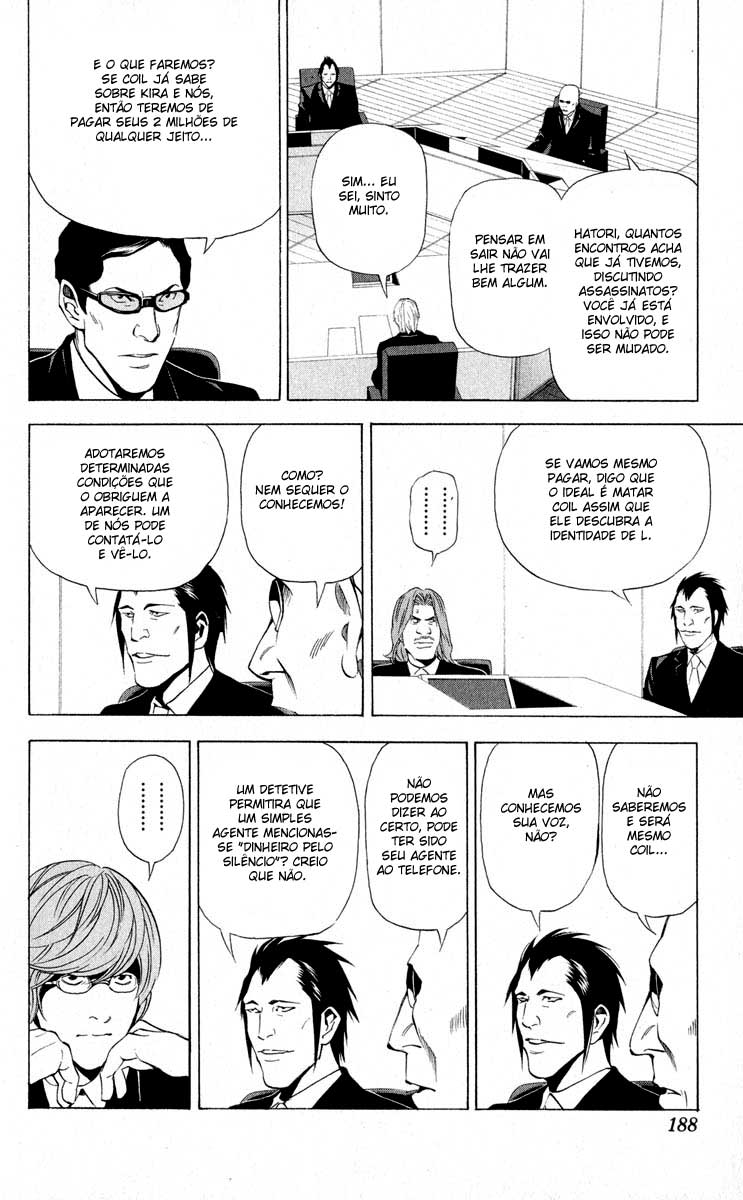 HATORI, QUANTOS
ENCONTROS ACHA
QUE JÁ TIVEMOS,
DISCUTINDO
ASSASSINATOS?
VOCÊ JÁ ESTÁ
ENVOLVIDO, E
ISSO NÃO PODE
SER MUDADO.
PENSAR EM
SAIR NÃO VAI
LHE TRAZER
BEM ALGUM.
SIM... EU
SEI, SINTO
MUITO.
E O QUE FAREMOS?
SE COIL JÁ SABE
SOBRE KIRA E NÓS,
ENTÃO TEREMOS DE
PAGAR SEUS 2 MILHÕES DE
QUALQUER JEITO...
SE VAMOS MESMO
PAGAR, DIGO QUE
O IDEAL É MATAR
COIL ASSIM QUE
ELE DESCUBRA A
IDENTIDADE DE L.
COMO?
NEM SEQUER O
CONHECEMOS!
ADOTAREMOS
DETERMINADAS
CONDIÇÕES QUE
O OBRIGUEM A
APARECER. UM
DE NÓS PODE
CONTATÁ-LO
E VÊ-LO.
NÃO
SABEREMOS E
SERÁ MESMO
COIL...
MAS
CONHECEMOS
SUA VOZ,
NÃO?
NÃO
PODEMOS
DIZER AO
CERTO, PODE
TER SIDO
SEU AGENTE
AO TELEFONE.
UM DETETIVE
PERMITIRA QUE
UM SIMPLES
AGENTE MENCIONAS-
SE "DINHEIRO PELO
SILÊNCIO"? CREIO
QUE NÃO.
188